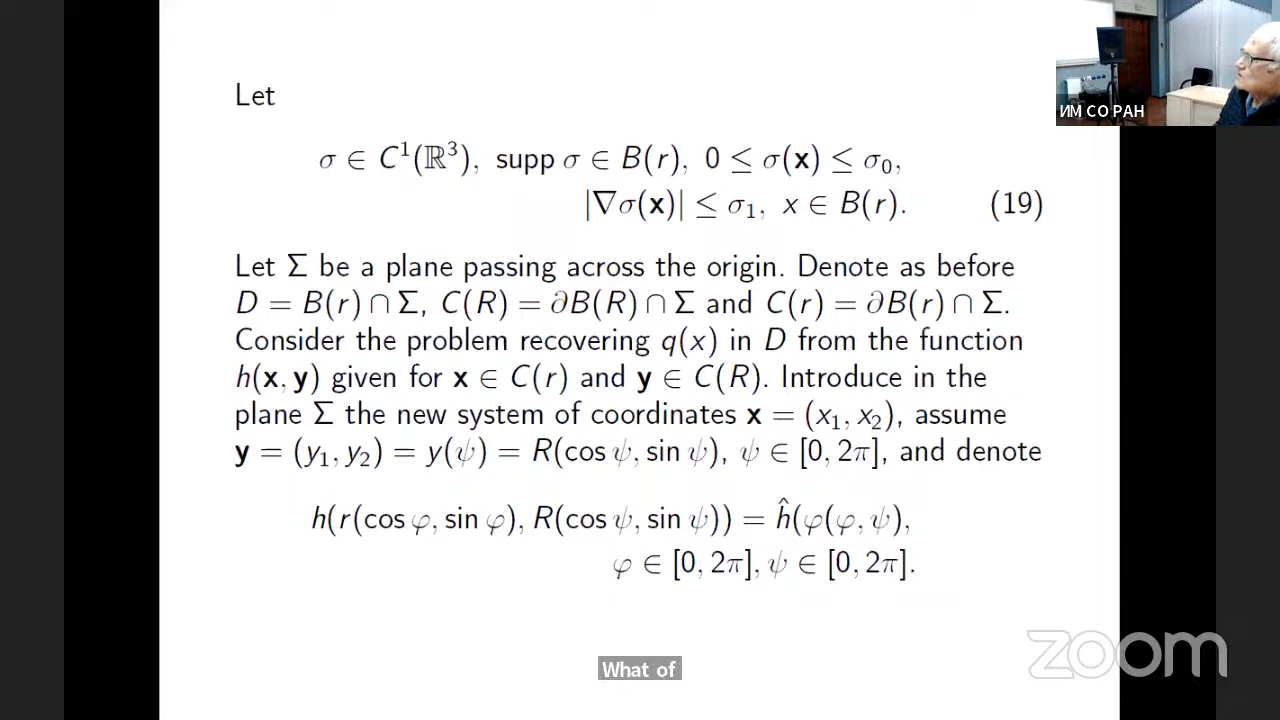 Let
σ ∈ C¹(ℝ³), supp σ ∈ B(r), 0 ≤ σ(x) ≤ σ₀,
|∇σ(x)| ≤ σ₁, x ∈ B(r). (19)
Let Σ be a plane passing across the origin. Denote as before
D = B(r) ∩ Σ, C(R) = ∂B(R) ∩ Σ and C(r) = ∂B(r) ∩ Σ.
Consider the problem recovering q(x) in D from the function
h(x, y) given for x ∈ C(r) and y ∈ C(R). Introduce in the
plane Σ the new system of coordinates x = (x₁, x₂), assume
y = (y₁, y₂) = y(ψ) = R(cos ψ, sin ψ), ψ ∈ [0, 2π], and denote
h(r(cos φ, sin φ), R(cos ψ, sin ψ)) = ĥ(φ(φ, ψ),
φ ∈ [0, 2π], ψ ∈ [0, 2π].
ИМ СО РАН
zoom
What of